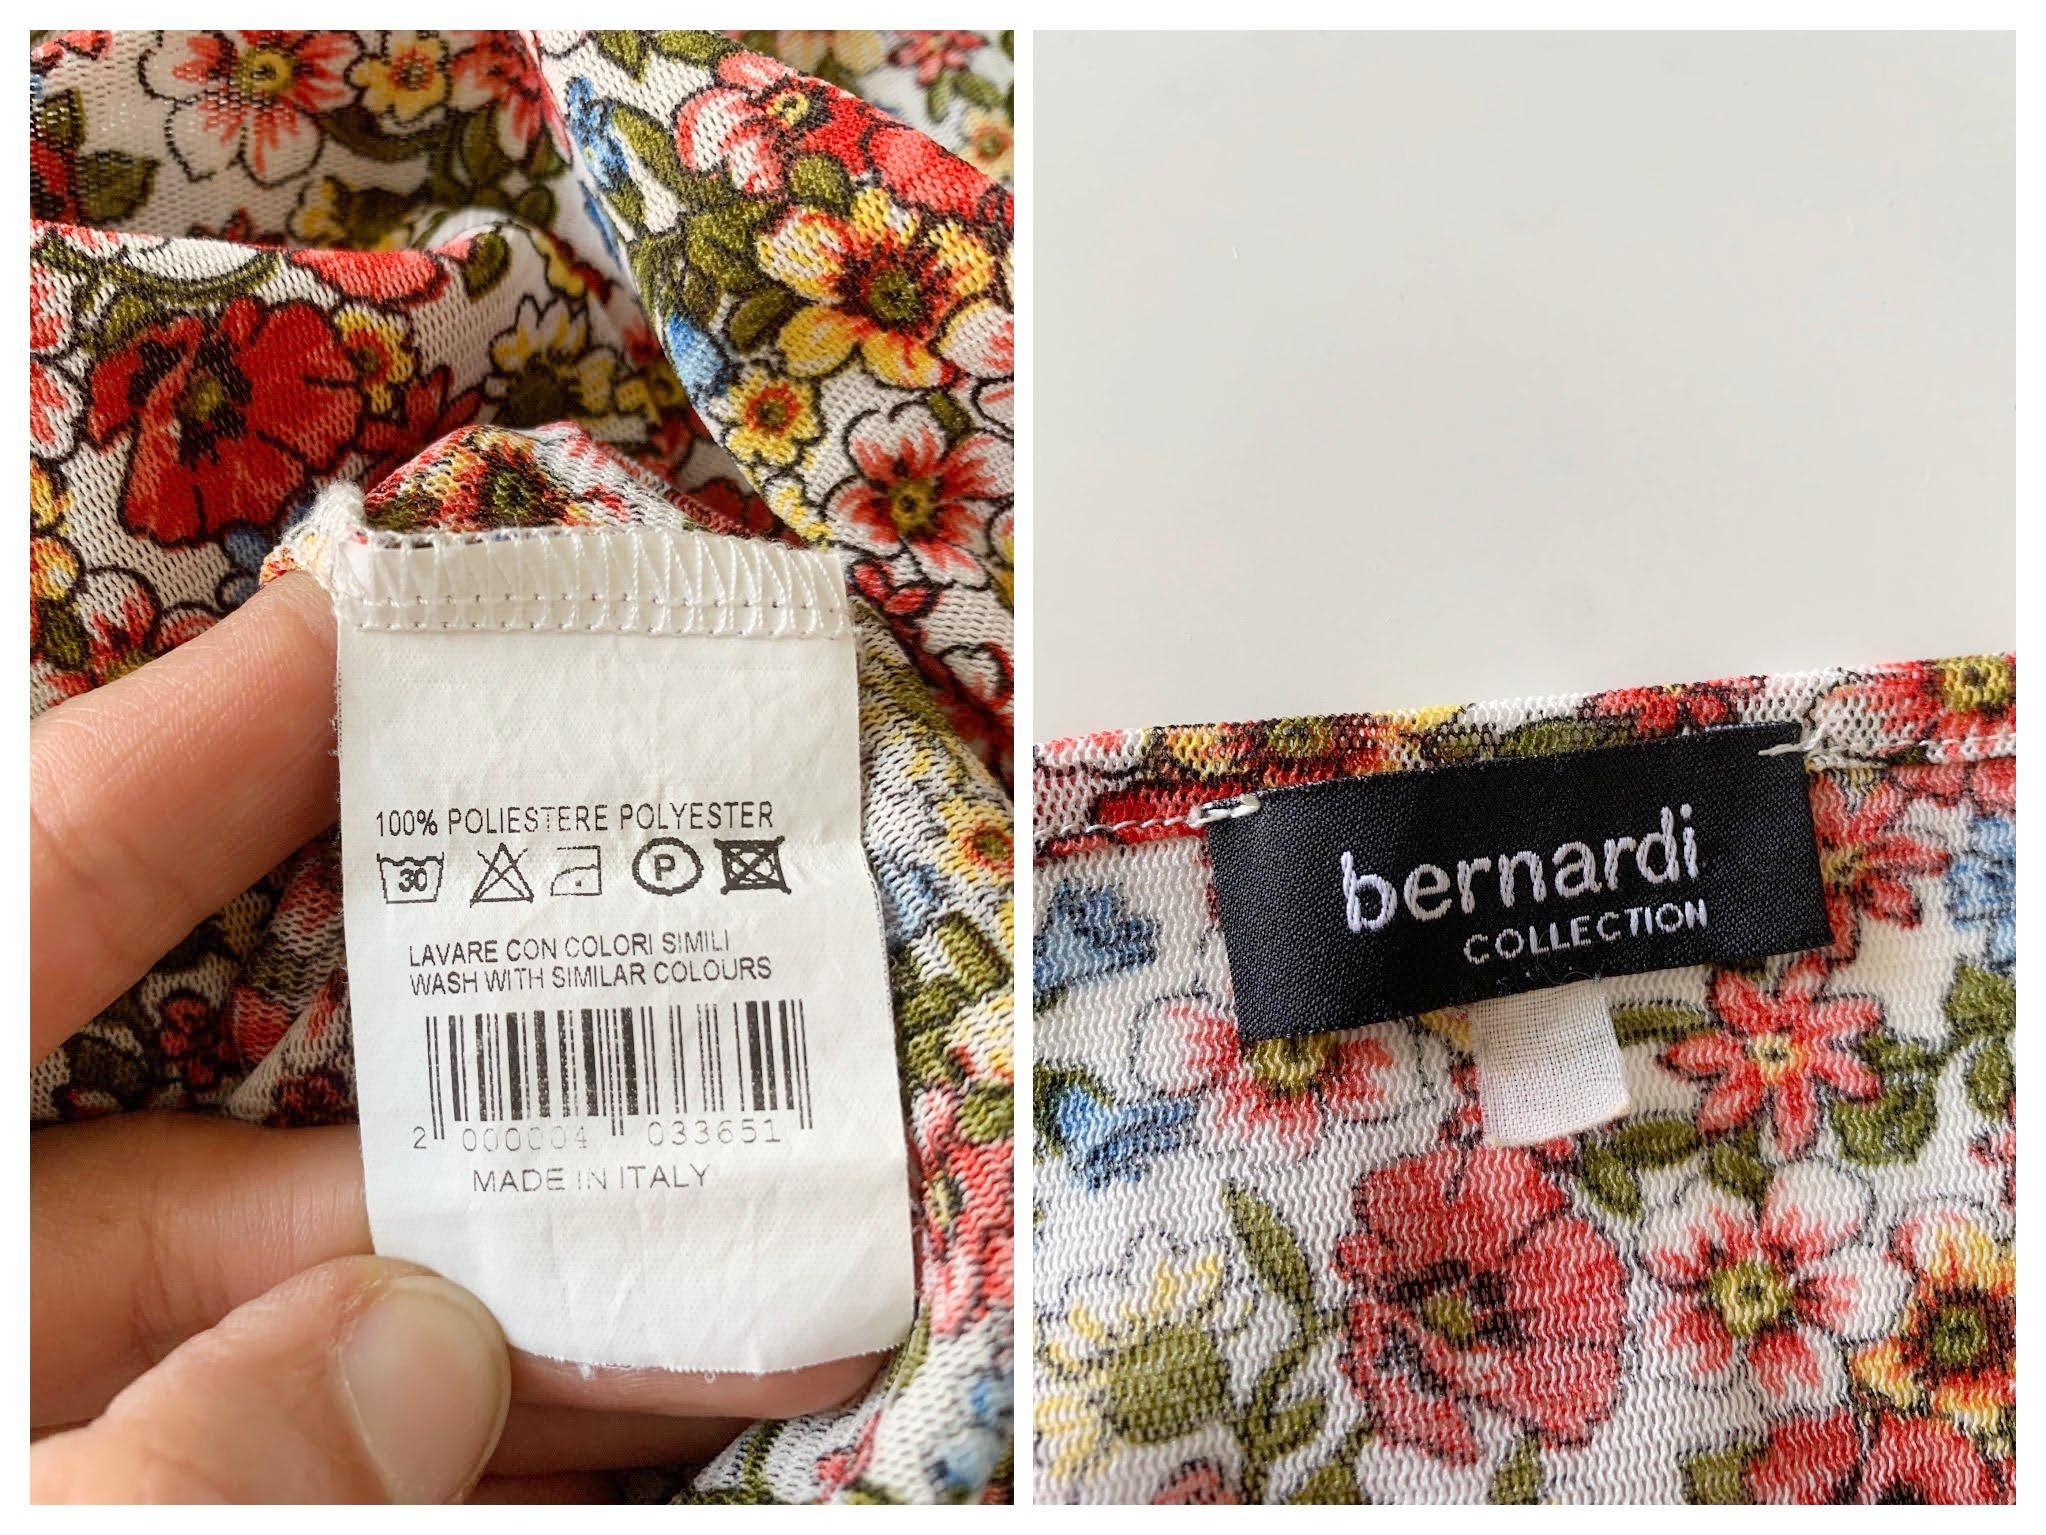 100% POLIESTERE POLYESTER
30 P
LAVARE CON COLORI SIMILI
WASH WITH SIMILAR COLOURS
2 000004 033651
MADE IN ITALY
bernardi
COLLECTION